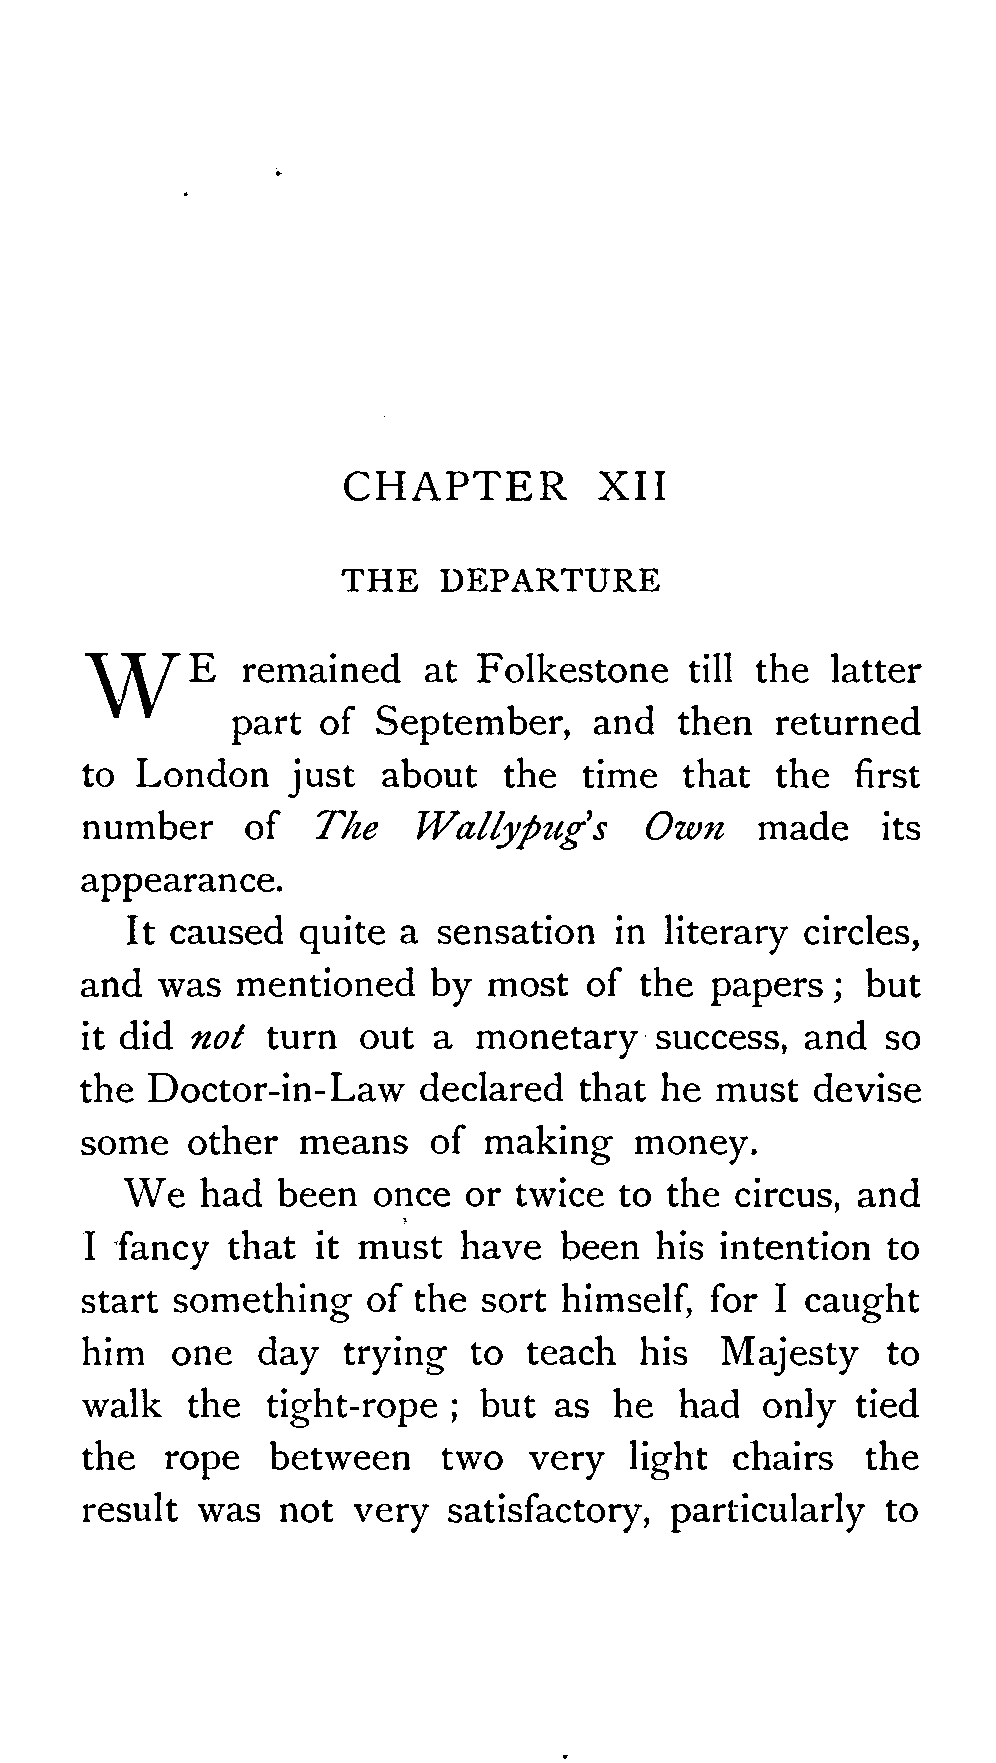 CHAPTER XII
THE DEPARTURE
WE remained at Folkestone till the latter
part of September, and then returned
to London just about the time that the first
number of The Wallypug's Own made its
appearance.
It caused quite a sensation in literary circles,
and was mentioned by most of the papers ; but
it did not turn out a monetary success, and so
the Doctor-in-Law declared that he must devise
some other means of making money.
We had been once or twice to the circus, and
I fancy that it must have been his intention to
start something of the sort himself, for I caught
him one day trying to teach his Majesty to
walk the tight-rope ; but as he had only tied
the rope between two very light chairs the
result was not very satisfactory, particularly to